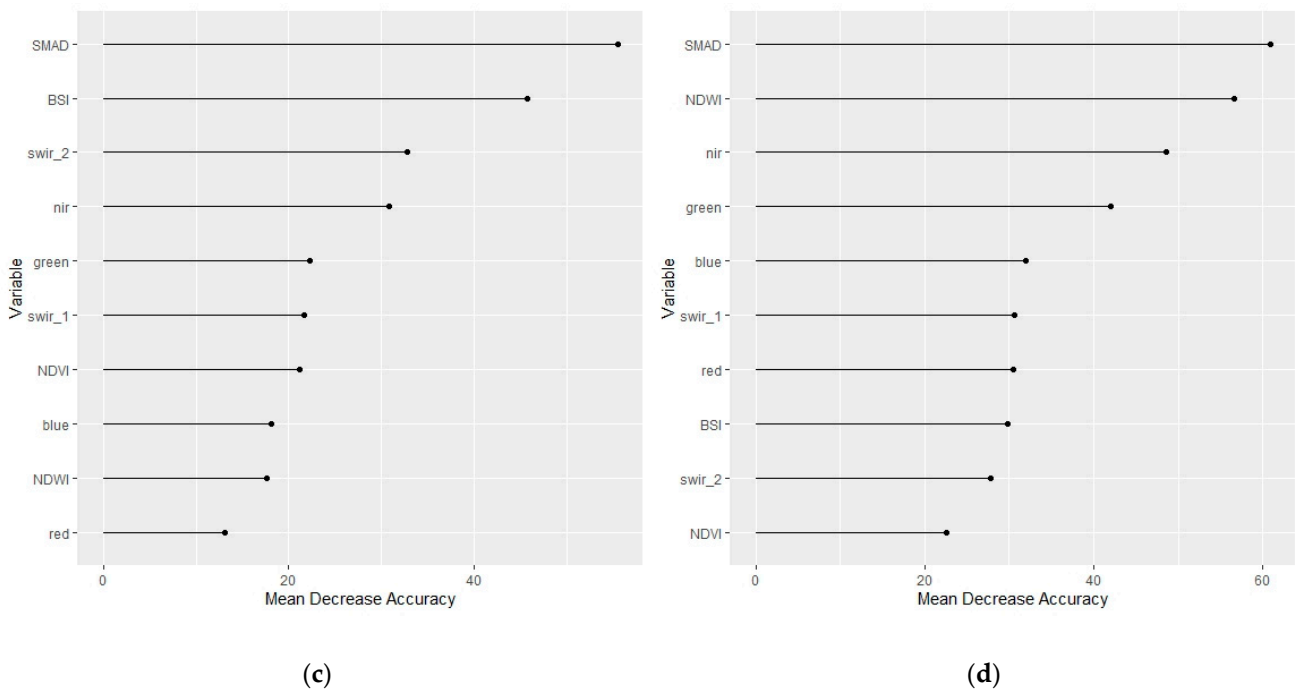 SMAD
BSI
swir_2
nir
green
swir_1
NDVI
blue
NDWI
red
Variable
0 20 40
Mean Decrease Accuracy
(c)
SMAD
NDWI
nir
green
blue
swir_1
red
BSI
swir_2
NDVI
Variable
0 20 40 60
Mean Decrease Accuracy
(d)